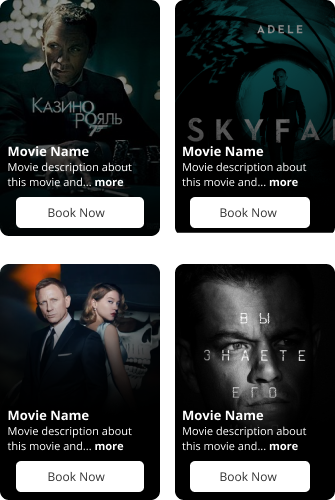 КАЗИНО
РОЯЛЬ
Movie Name
Movie description about
this movie and... more
Book Now
ADELE
SKYFA
Movie Name
Movie description about
this movie and... more
Book Now
Movie Name
Movie description about
this movie and... more
Book Now
ВЫ
ЗНАЕТЕ
ЕГО
Movie Name
Movie description about
this movie and... more
Book Now